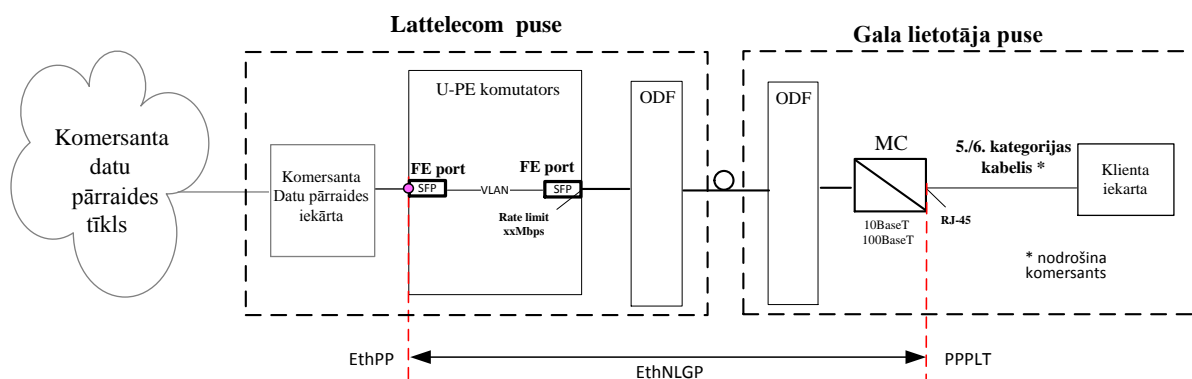 Lattelecom puse
Gala lietotāja puse
Komersanta
datu
pārraides
tīkls
Komersanta
Datu pārraides
iekārta
U-PE komutators
FE port
SFP
VLAN
FE port
SFP
Rate limit
xxMbps
ODF
ODF
MC
10BaseT
100BaseT
RJ-45
5./6. kategorijas
kabelis *
Klienta
iekarta
* nodrošina
komersants
EthPP
EthNLGP
PPPLT